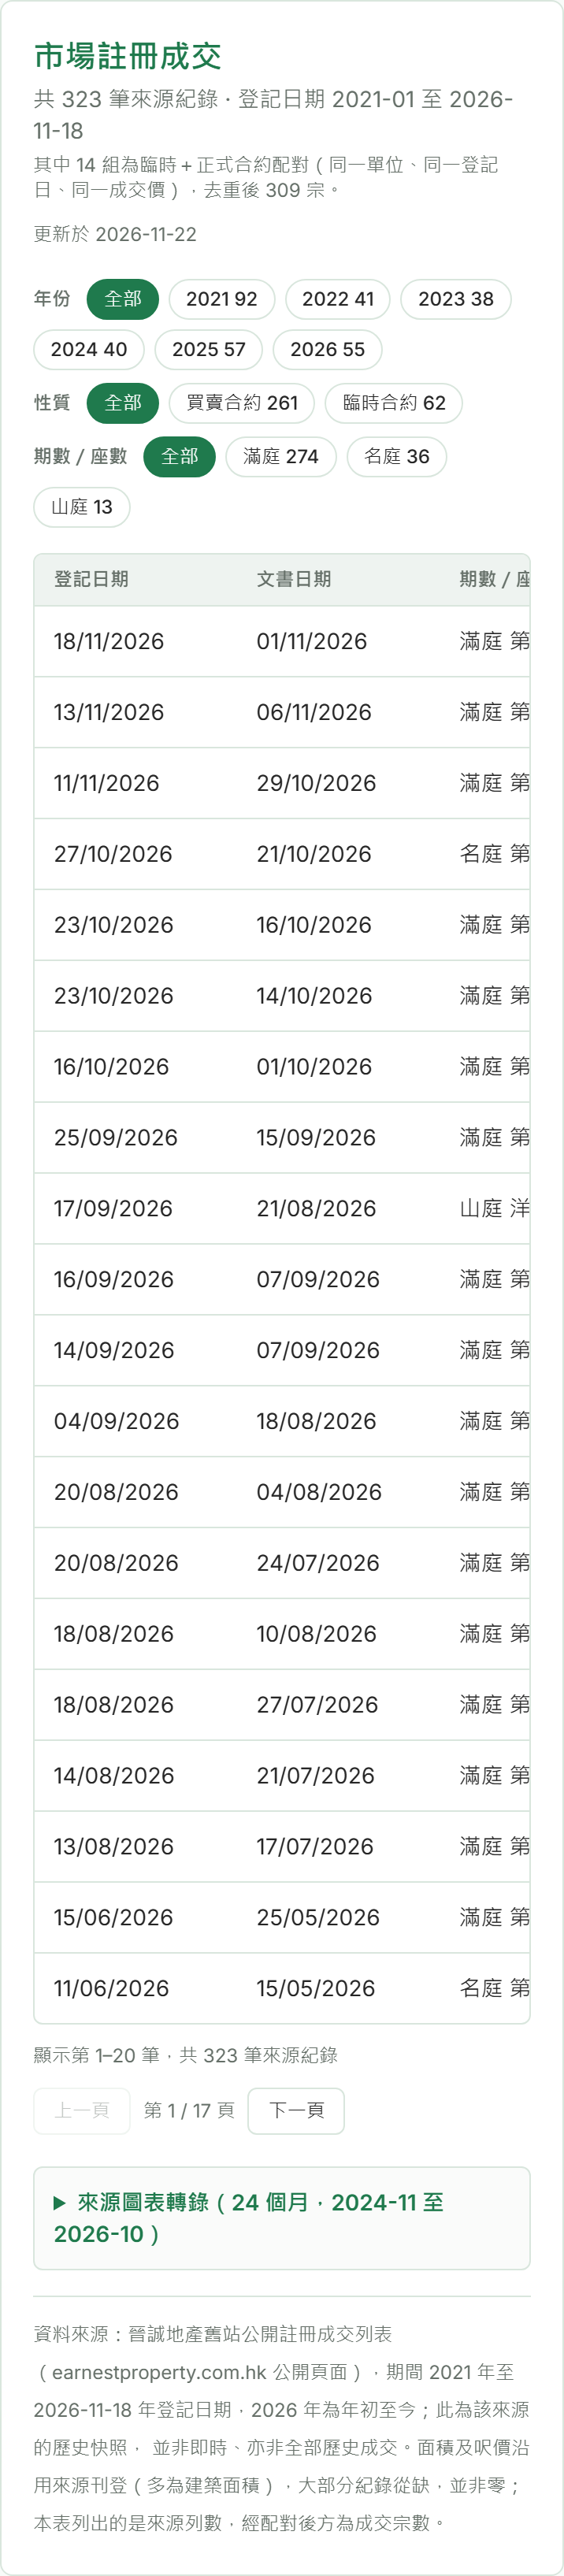 市場註冊成交
共 323 筆來源紀錄 · 登記日期 2021-01 至 2026-
11-18
其中 14 組為臨時＋正式合約配對（同一單位、同一登記
日、同一成交價），去重後 309 宗。
更新於 2026-11-22
年份 全部 2021 92 2022 41 2023 38
2024 40 2025 57 2026 55
性質 全部 買賣合約 261 臨時合約 62
期數 / 座數 全部 滿庭 274 名庭 36
山庭 13
登記日期 文書日期 期數 / 座
18/11/2026 01/11/2026 滿庭 第
13/11/2026 06/11/2026 滿庭 第
11/11/2026 29/10/2026 滿庭 第
27/10/2026 21/10/2026 名庭 第
23/10/2026 16/10/2026 滿庭 第
23/10/2026 14/10/2026 滿庭 第
16/10/2026 01/10/2026 滿庭 第
25/09/2026 15/09/2026 滿庭 第
17/09/2026 21/08/2026 山庭 洋
16/09/2026 07/09/2026 滿庭 第
14/09/2026 07/09/2026 滿庭 第
04/09/2026 18/08/2026 滿庭 第
20/08/2026 04/08/2026 滿庭 第
20/08/2026 24/07/2026 滿庭 第
18/08/2026 10/08/2026 滿庭 第
18/08/2026 27/07/2026 滿庭 第
14/08/2026 21/07/2026 滿庭 第
13/08/2026 17/07/2026 滿庭 第
15/06/2026 25/05/2026 滿庭 第
11/06/2026 15/05/2026 名庭 第
顯示第 1–20 筆，共 323 筆來源紀錄
上一頁 第 1 / 17 頁 下一頁
▶ 來源圖表轉錄（24 個月，2024-11 至
2026-10）
資料來源：晉誠地產舊站公開註冊成交列表
（earnestproperty.com.hk 公開頁面），期間 2021 年至
2026-11-18 年登記日期，2026 年為年初至今；此為該來源
的歷史快照， 並非即時、亦非全部歷史成交。面積及呎價沿
用來源刊登（多為建築面積），大部分紀錄從缺，並非零；
本表列出的是來源列數，經配對後方為成交宗數。